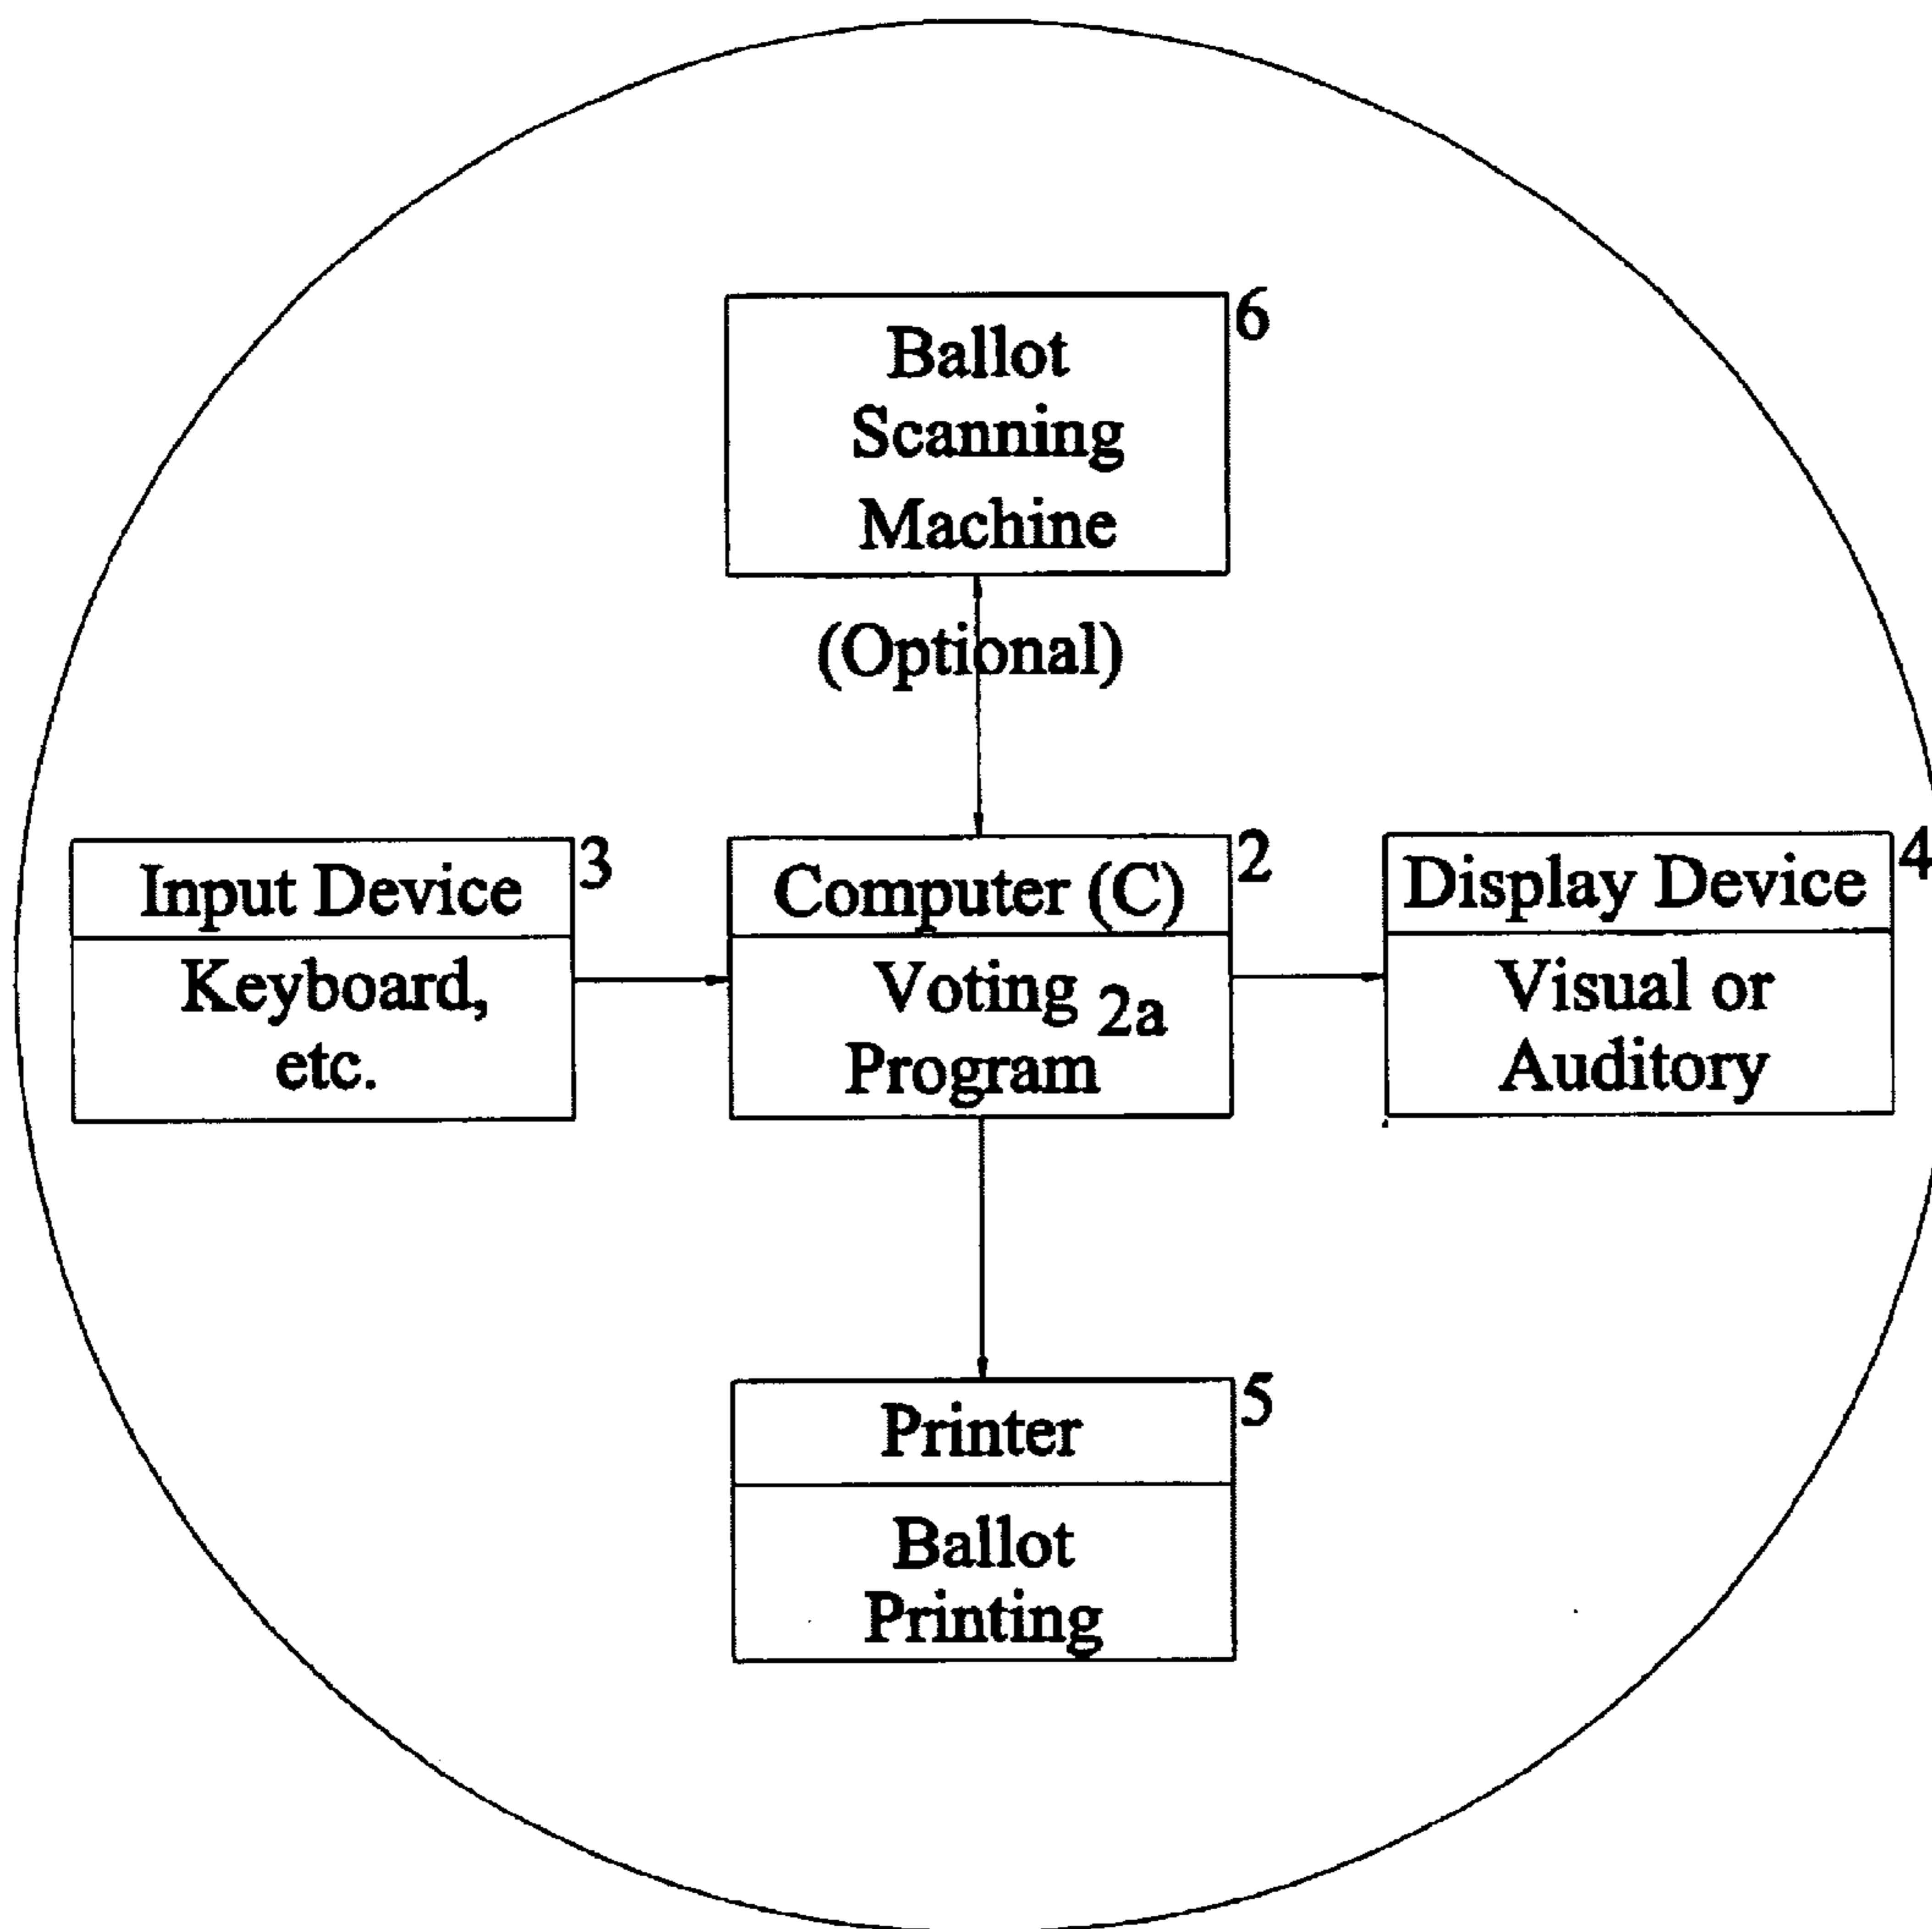 Ballot
Scanning
Machine
6
(Optional)
Input Device
3
Keyboard,
etc.
Computer (C)
2
Voting
2a
Program
Display Device
4
Visual or
Auditory
Printer
5
Ballot
Printing